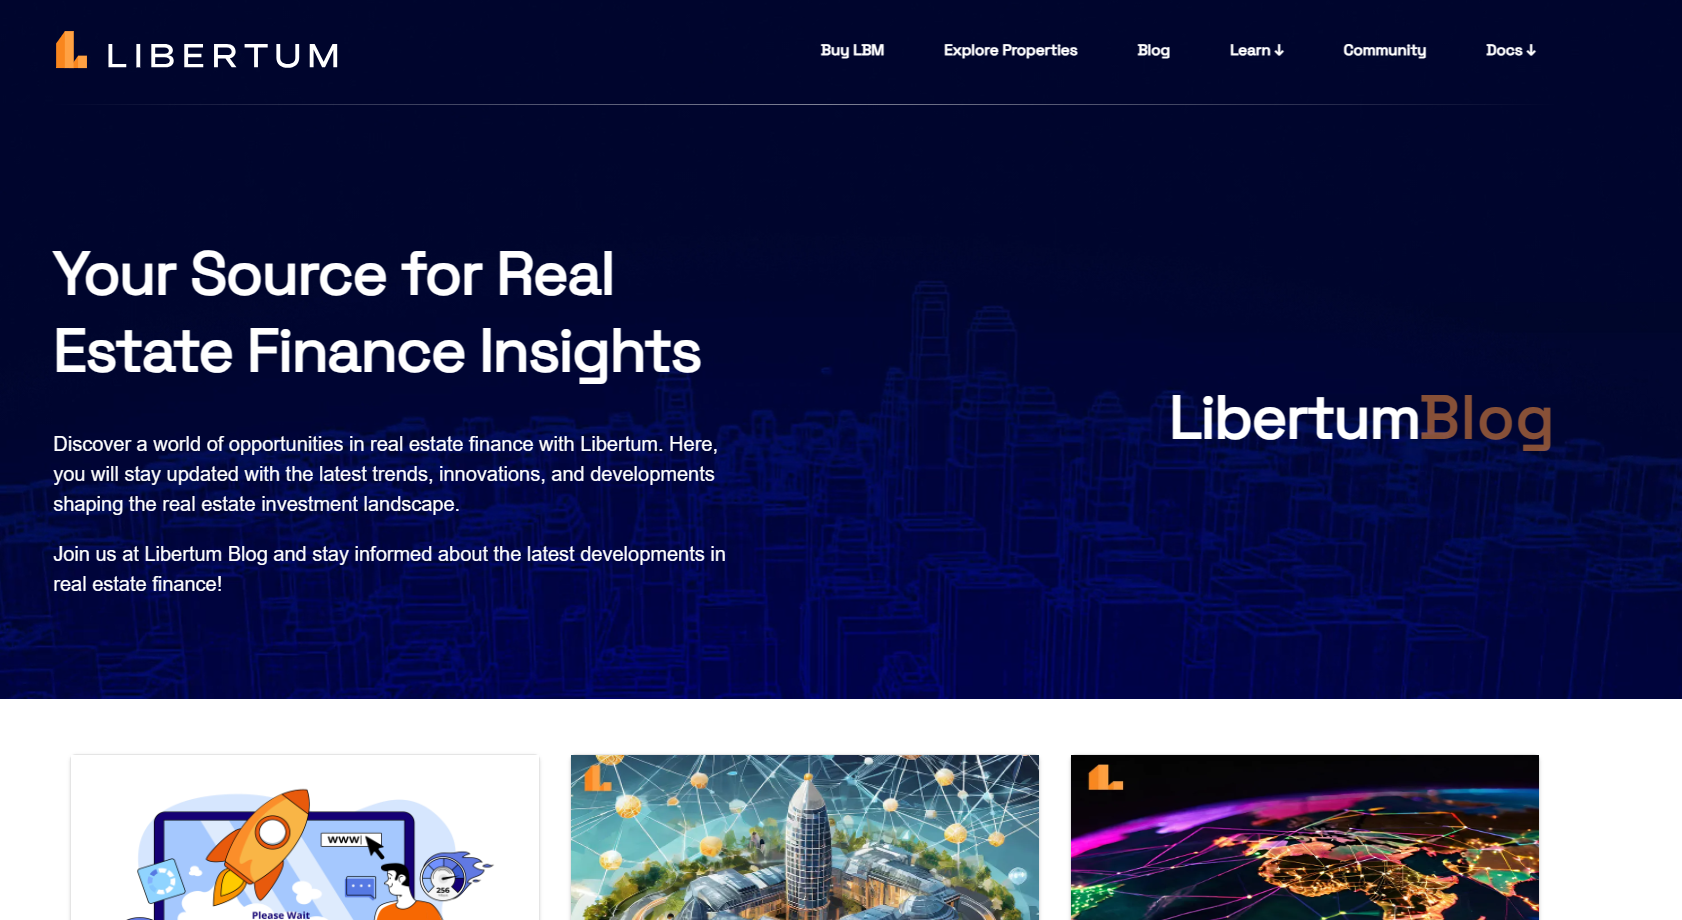 LIBERTUM
Buy LBM
Explore Properties
Blog
Learn ↓
Community
Docs ↓
Your Source for Real
Estate Finance Insights
Discover a world of opportunities in real estate finance with Libertum. Here,
you will stay updated with the latest trends, innovations, and developments
shaping the real estate investment landscape.
Join us at Libertum Blog and stay informed about the latest developments in
real estate finance!
LibertumBlog
WWW
256
Please Wait